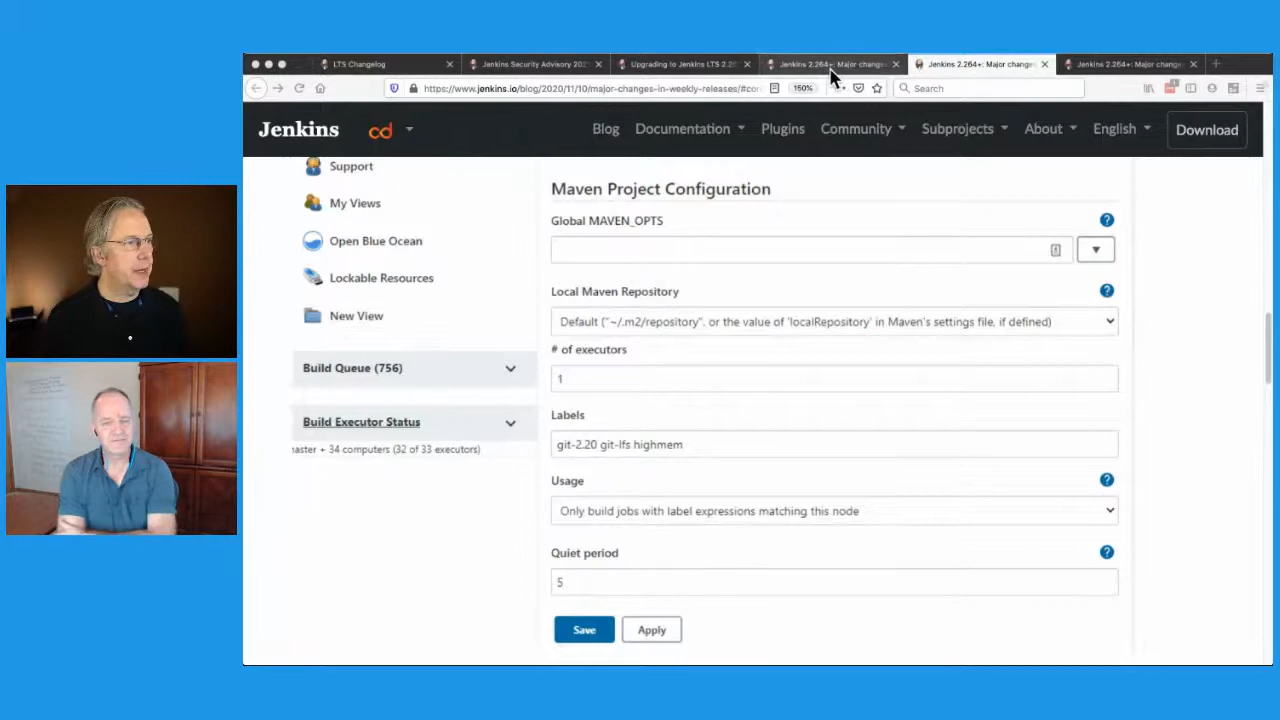 LTS Changelog
Jenkins Security Advisory 202
Upgrading to Jenkins LTS 2.26
Jenkins 2.264+: Major change
Jenkins 2.264+: Major change
Jenkins 2.264+: Major change
https://www.jenkins.io/blog/2020/11/10/major-changes-in-weekly-releases/#con
150%
Search
Jenkins
cd
Blog
Documentation
Plugins
Community
Subprojects
About
English
Download
Support
My Views
Open Blue Ocean
Lockable Resources
New View
Build Queue (756)
Build Executor Status
aster + 34 computers (32 of 33 executors)
Maven Project Configuration
Global MAVEN_OPTS
Local Maven Repository
Default ("~/.m2/repository". or the value of 'localRepository' in Maven's settings file, if defined)
# of executors
1
Labels
git-2.20 git-lfs highmem
Usage
Only build jobs with label expressions matching this node
Quiet period
5
Save
Apply